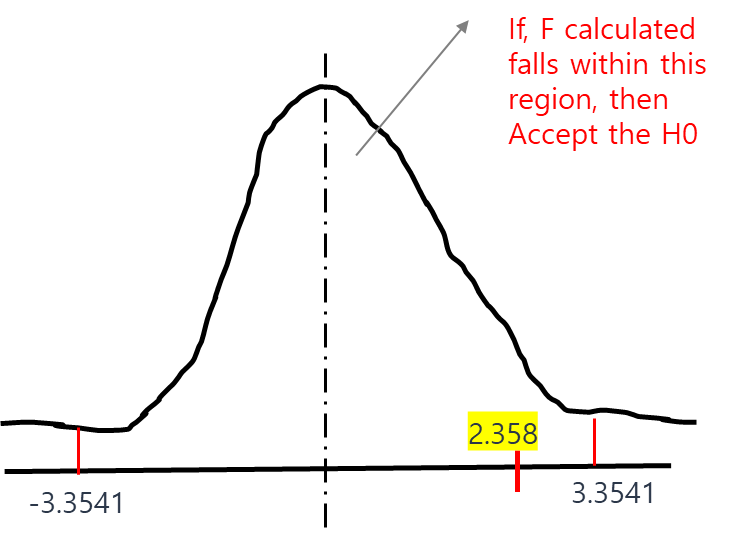 If, F calculated
falls within this
region, then
Accept the H0
2.358
-3.3541
3.3541